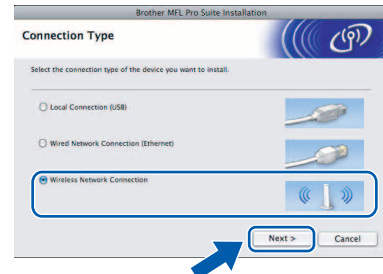 Brother MFL Pro Suite Installation
Connection Type
Select the connection type of the device you want to install.
Local Connection (USB)
Wired Network Connection (Ethernet)
Wireless Network Connection
Next > Cancel